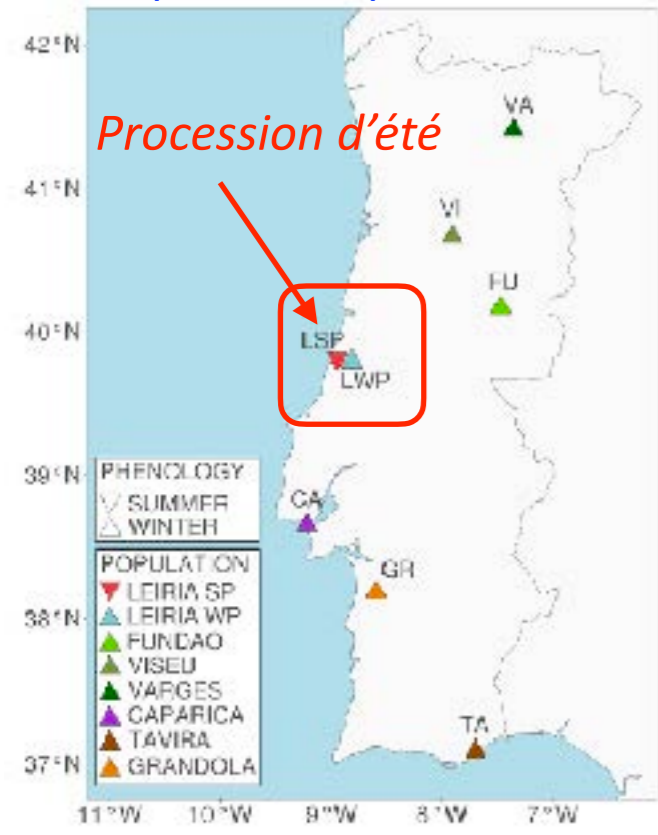 42°N
VA
Procession d'été
41°N
VI
FU
40°N
LSP
LWP
39°N
PHENOLOGY
SUMMER
WINTER
CA
POPULATION
LEIRIA SP
LEIRIA WP
FUNDAO
VISEU
VARGES
CAPARICA
TAVIRA
GRANDOLA
GR
38°N
TA
37°N
11°W 10°W 9°W 8°W 7°W